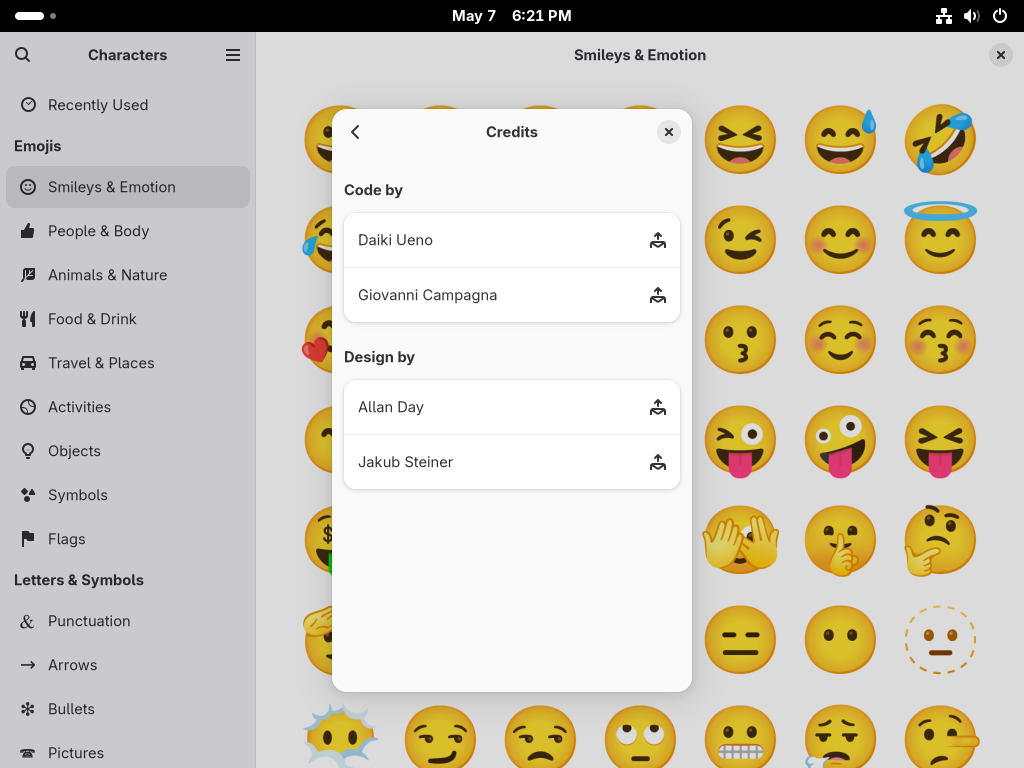 May 7 6:21 PM
Characters
Smileys & Emotion
Recently Used
Emojis
Smileys & Emotion
People & Body
Animals & Nature
Food & Drink
Travel & Places
Activities
Objects
Symbols
Flags
Letters & Symbols
Punctuation
Arrows
Bullets
Pictures
Credits
Code by
Daiki Ueno
Giovanni Campagna
Design by
Allan Day
Jakub Steiner